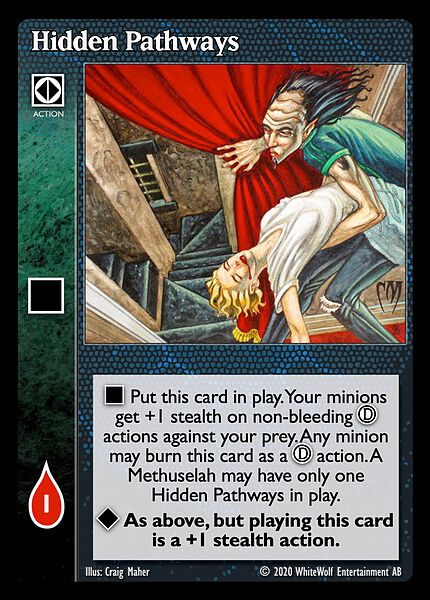 Hidden Pathways
ACTION
CM
Put this card in play. Your minions
get +1 stealth on non-bleeding Ⓓ
actions against your prey. Any minion
may burn this card as a Ⓓ action. A
Methuselah may have only one
Hidden Pathways in play.
As above, but playing this card
is a +1 stealth action.
1
Illus: Craig Maher
© 2020 WhiteWolf Entertainment AB